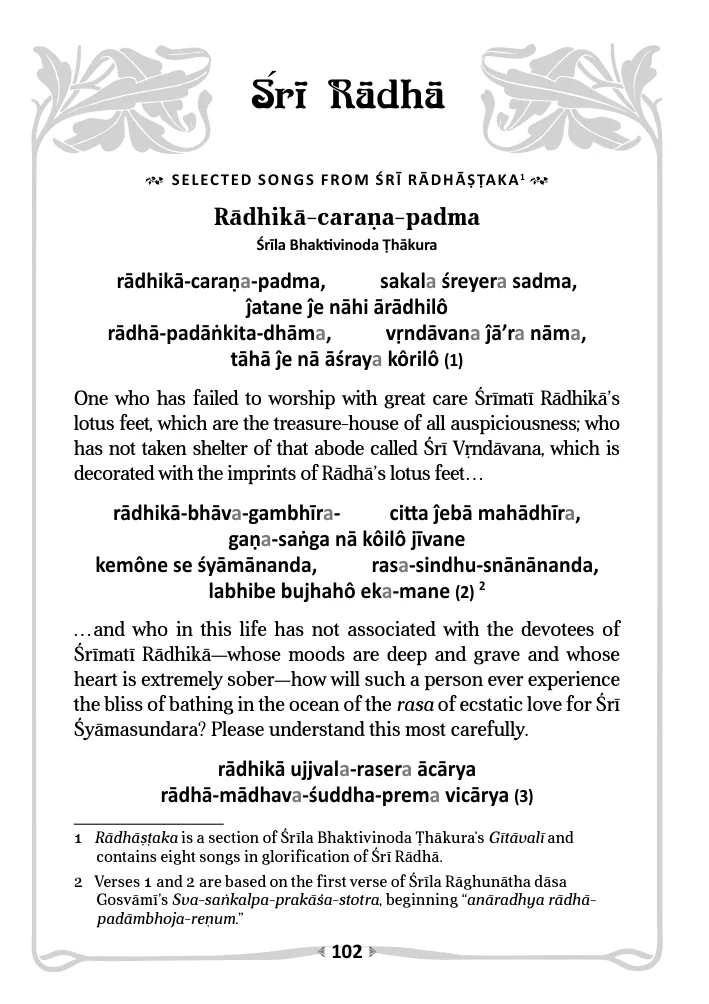 Śrī Rādhā
SELECTED SONGS FROM ŚRĪ RĀDHĀṢṬAKA¹
Rādhikā-caraṇa-padma
Śrīla Bhaktivinoda Ṭhākura
rādhikā-caraṇa-padma, sakala śreyera sadma,
ĵatane ĵe nāhi ārādhilô
rādhā-padāṅkita-dhāma, vṛndāvana ĵā’ra nāma,
tāhā ĵe nā āśraya kôrilô (1)
One who has failed to worship with great care Śrīmatī Rādhikā’s
lotus feet, which are the treasure-house of all auspiciousness; who
has not taken shelter of that abode called Śrī Vṛndāvana, which is
decorated with the imprints of Rādhā’s lotus feet…
rādhikā-bhāva-gambhīra- citta ĵebā mahādhīra,
gaṇa-saṅga nā kôilô jīvane
kemône se śyāmānanda, rasa-sindhu-snānānanda,
labhibe bujhahô eka-mane (2) ²
…and who in this life has not associated with the devotees of
Śrīmatī Rādhikā—whose moods are deep and grave and whose
heart is extremely sober—how will such a person ever experience
the bliss of bathing in the ocean of the rasa of ecstatic love for Śrī
Śyāmasundara? Please understand this most carefully.
rādhikā ujjvala-rasera ācārya
rādhā-mādhava-śuddha-prema vicārya (3)
1 Rādhāṣṭaka is a section of Śrīla Bhaktivinoda Ṭhākura's Gītāvalī and
contains eight songs in glorification of Śrī Rādhā.
2 Verses 1 and 2 are based on the first verse of Śrīla Rāghunātha dāsa
Gosvāmī’s Sva-saṅkalpa-prakāśa-stotra, beginning “anāradhya rādhā-
padāmbhoja-reṇum.”
102